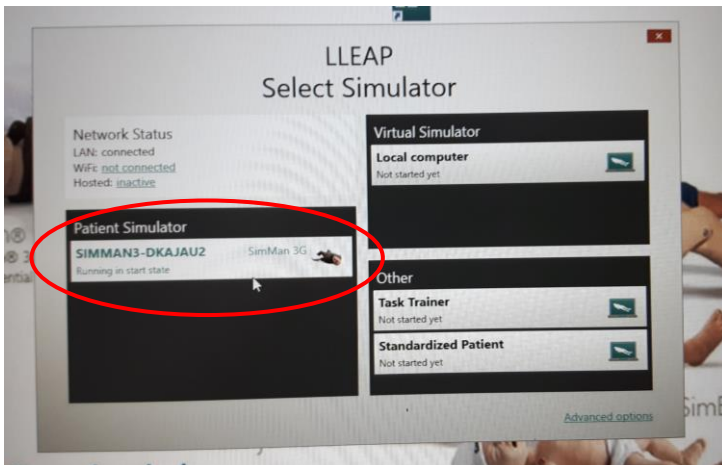 LLEAP
Select Simulator
Network Status
LAN: connected
WiFi: not connected
Hosted: inactive
Patient Simulator
SIMMAN3-DKAJAU2 SimMan 3G
Running in start state
Virtual Simulator
Local computer
Not started yet
Other
Task Trainer
Not started yet
Standardized Patient
Not started yet
Advanced options